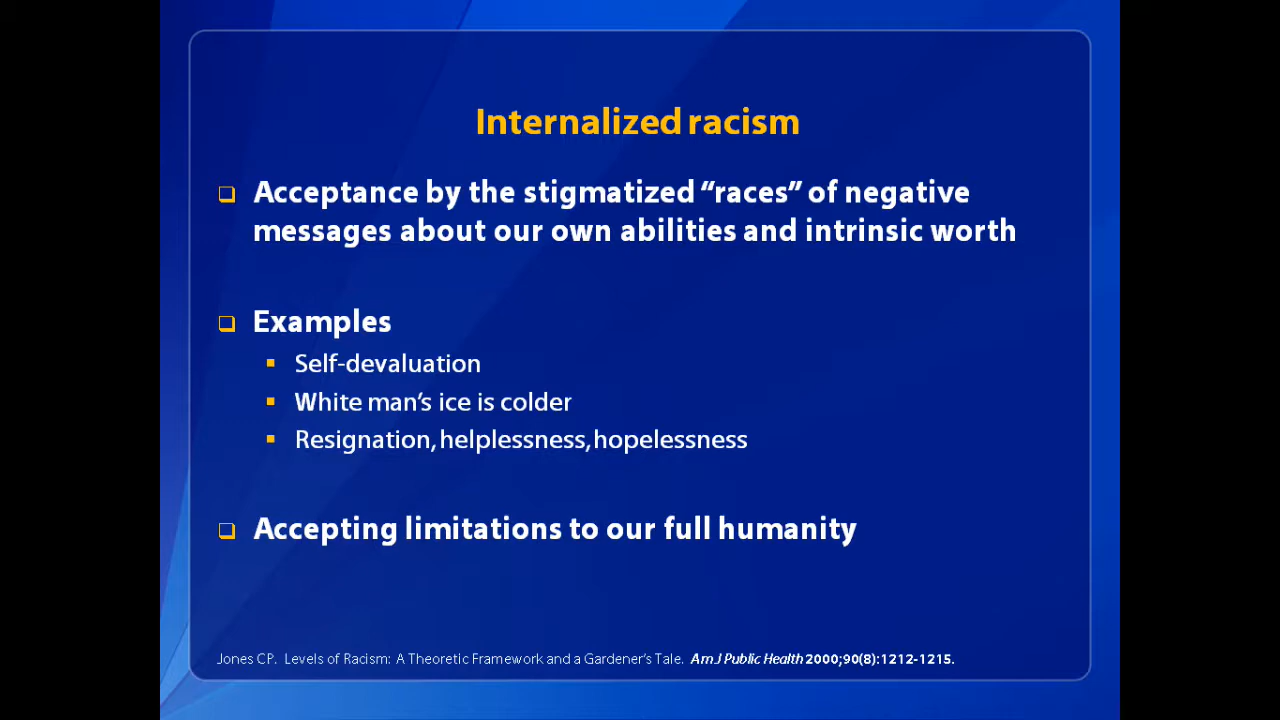 Internalized racism
Acceptance by the stigmatized “races” of negative
messages about our own abilities and intrinsic worth
Examples
Self-devaluation
White man’s ice is colder
Resignation, helplessness, hopelessness
Accepting limitations to our full humanity
Jones CP. Levels of Racism: A Theoretic Framework and a Gardener’s Tale. Am J Public Health 2000;90(8):1212-1215.